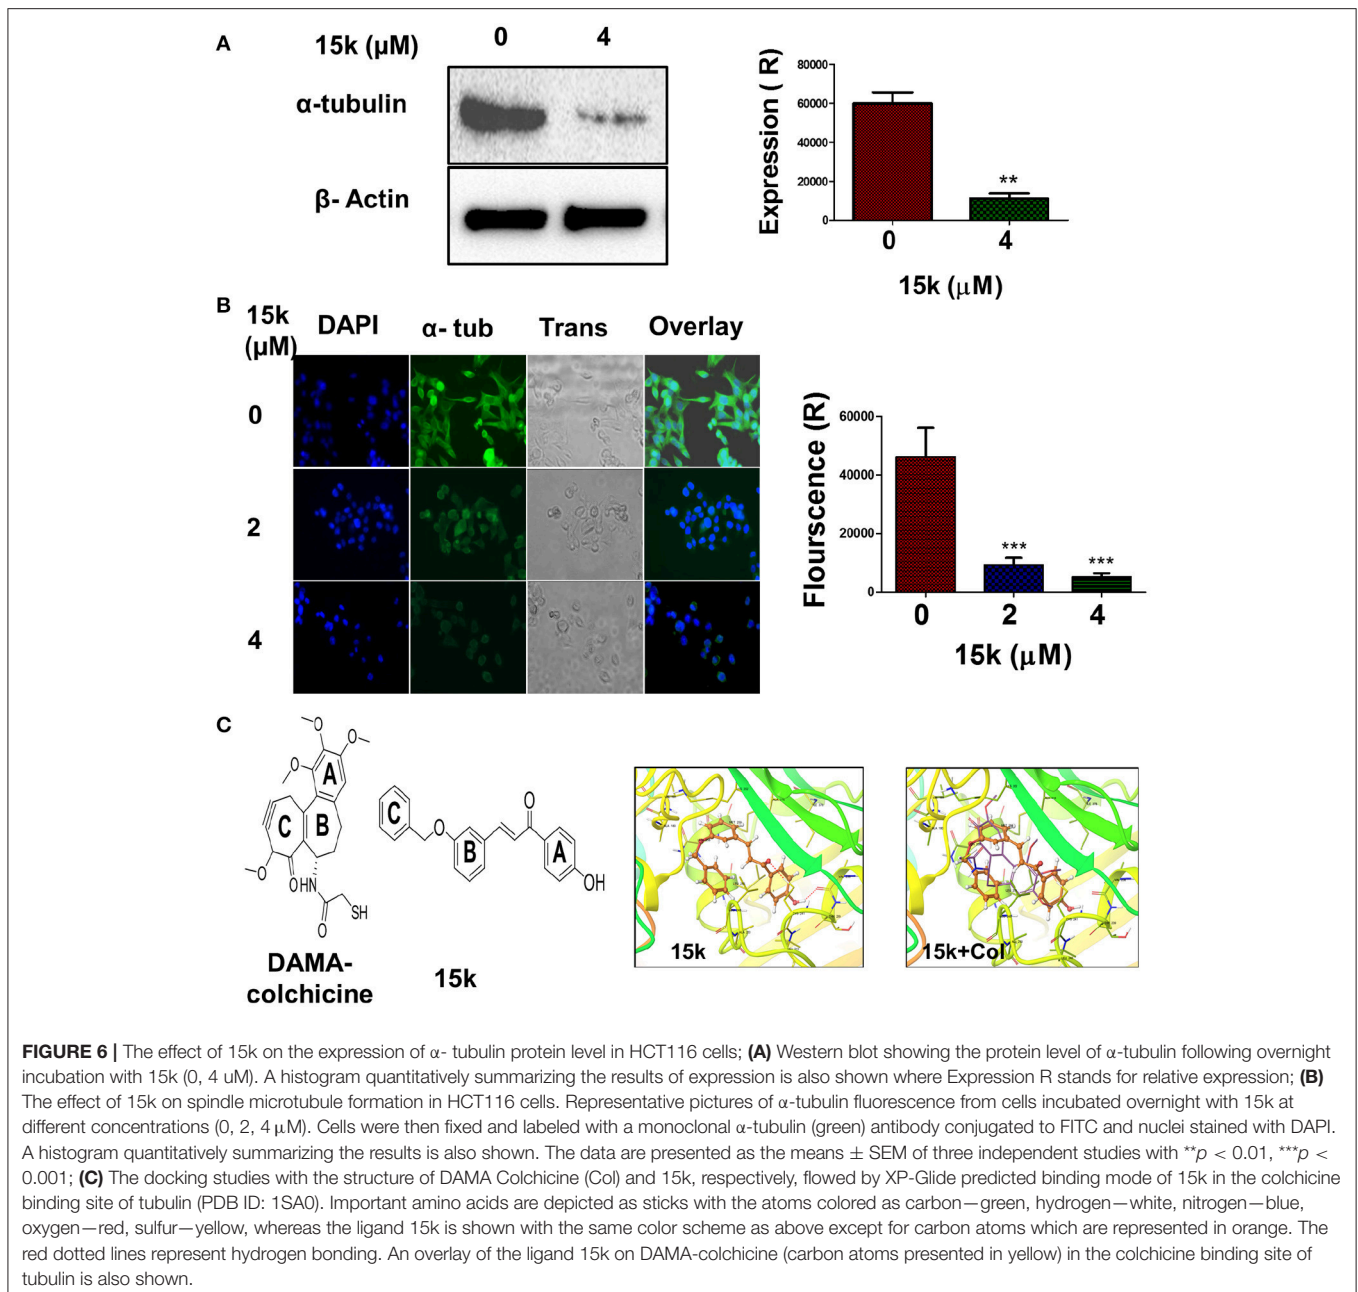 A
15k (μM)
0
4
α-tubulin
β- Actin
Expression ( R)
80000
60000
40000
20000
0
**
0
4
15k (μM)
B
15k
(μM)
DAPI
α- tub
Trans
Overlay
0
2
4
Flourscence (R)
60000
40000
20000
0
***
***
0
2
4
15k (μM)
C
O
O
O
A
B
C
O
O
HN
O
SH
DAMA-
colchicine
C
O
B
O
A
OH
15k
15k
15k+Col
FIGURE 6 | The effect of 15k on the expression of α- tubulin protein level in HCT116 cells; (A) Western blot showing the protein level of α-tubulin following overnight
incubation with 15k (0, 4 uM). A histogram quantitatively summarizing the results of expression is also shown where Expression R stands for relative expression; (B)
The effect of 15k on spindle microtubule formation in HCT116 cells. Representative pictures of α-tubulin fluorescence from cells incubated overnight with 15k at
different concentrations (0, 2, 4 μM). Cells were then fixed and labeled with a monoclonal α-tubulin (green) antibody conjugated to FITC and nuclei stained with DAPI.
A histogram quantitatively summarizing the results is also shown. The data are presented as the means ± SEM of three independent studies with **p < 0.01, ***p <
0.001; (C) The docking studies with the structure of DAMA Colchicine (Col) and 15k, respectively, flowed by XP-Glide predicted binding mode of 15k in the colchicine
binding site of tubulin (PDB ID: 1SA0). Important amino acids are depicted as sticks with the atoms colored as carbon—green, hydrogen—white, nitrogen—blue,
oxygen—red, sulfur—yellow, whereas the ligand 15k is shown with the same color scheme as above except for carbon atoms which are represented in orange. The
red dotted lines represent hydrogen bonding. An overlay of the ligand 15k on DAMA-colchicine (carbon atoms presented in yellow) in the colchicine binding site of
tubulin is also shown.